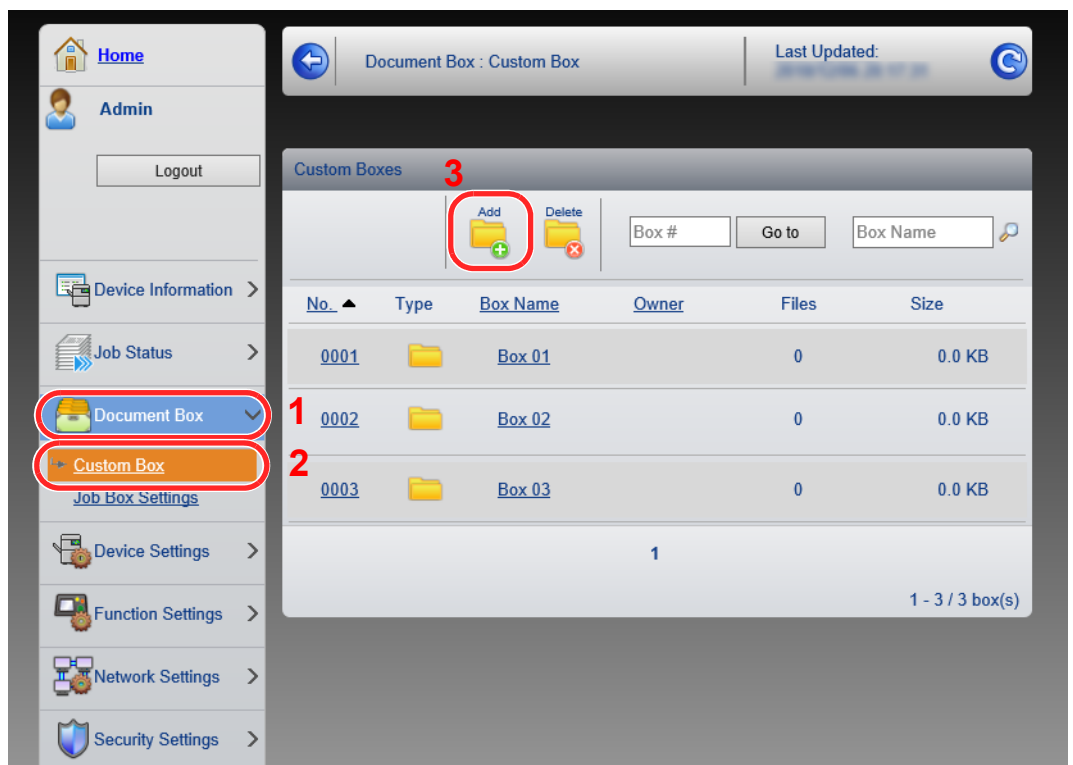 Home
Admin
Logout
Device Information
Job Status
Document Box
1
Custom Box
2
Job Box Settings
Device Settings
Function Settings
Network Settings
Security Settings
Document Box : Custom Box
Last Updated:
Custom Boxes
3
Add
Delete
Box #
Go to
Box Name
No. Type Box Name Owner Files Size
0001 Box 01 0 0.0 KB
0002 Box 02 0 0.0 KB
0003 Box 03 0 0.0 KB
1
1 - 3 / 3 box(s)